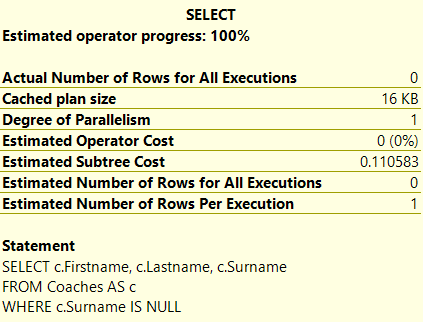 SELECT
Estimated operator progress: 100%
Actual Number of Rows for All Executions 0
Cached plan size 16 KB
Degree of Parallelism 1
Estimated Operator Cost 0 (0%)
Estimated Subtree Cost 0.110583
Estimated Number of Rows for All Executions 0
Estimated Number of Rows Per Execution 1
Statement
SELECT c.Firstname, c.Lastname, c.Surname
FROM Coaches AS c
WHERE c.Surname IS NULL